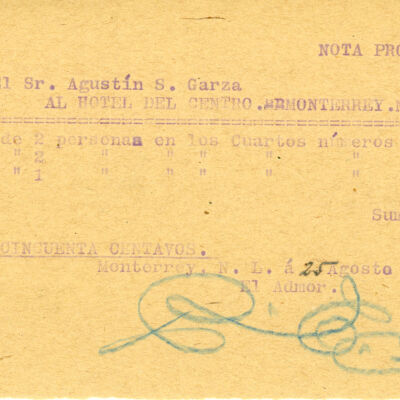 NOTA PRO
l Sr. Agustín S. Garza
AL HOTEL DEL CENTRO. MONTERREY.
de 2 personas en los Cuartos números
" 2 " " " " "
" 1 " " " " "
Sum
CINCUENTA CENTAVOS.
Monterrey, N. L. á 25 Agosto
El Admor.